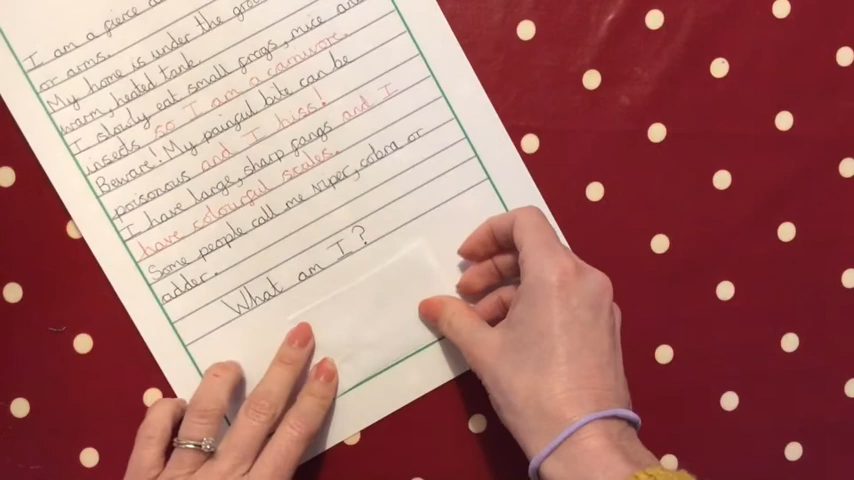 I am a fierce
or arms.
My home is under the
warm, heated tank.
I slowly eat small frogs, mice and
insects so I am a carnivore.
Beware! My painful bite can be
poisonous and I hiss!
I have large, sharp fangs and I
have colourful scales.
Some people call me viper, cobra or
adder.
What am I?